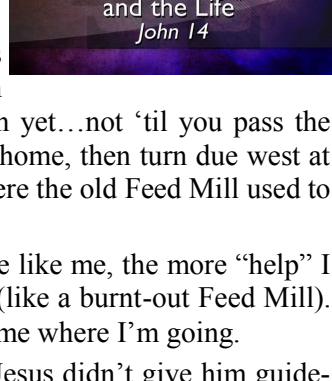 and the Life
John 14
yet…not ‘til you pass the
home, then turn due west at
the old Feed Mill used to
like me, the more “help” I
(like a burnt-out Feed Mill).
me where I’m going.
Jesus didn’t give him guide-